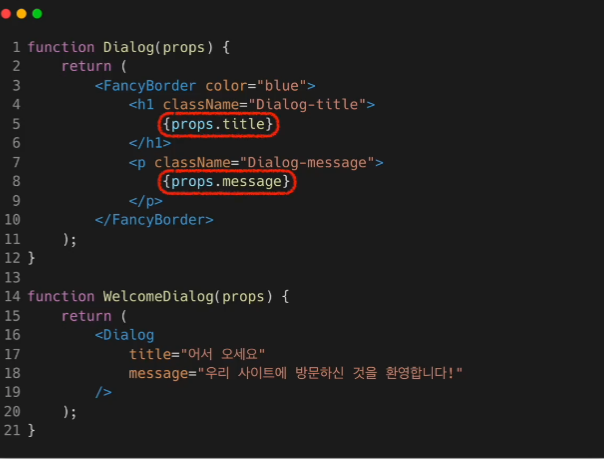 1 function Dialog(props) {
2     return (
3         <FancyBorder color="blue">
4             <h1 className="Dialog-title">
5                 {props.title}
6             </h1>
7             <p className="Dialog-message">
8                 {props.message}
9             </p>
10         </FancyBorder>
11     );
12 }
13
14 function WelcomeDialog(props) {
15     return (
16         <Dialog
17             title="어서 오세요"
18             message="우리 사이트에 방문하신 것을 환영합니다!"
19         />
20     );
21 }